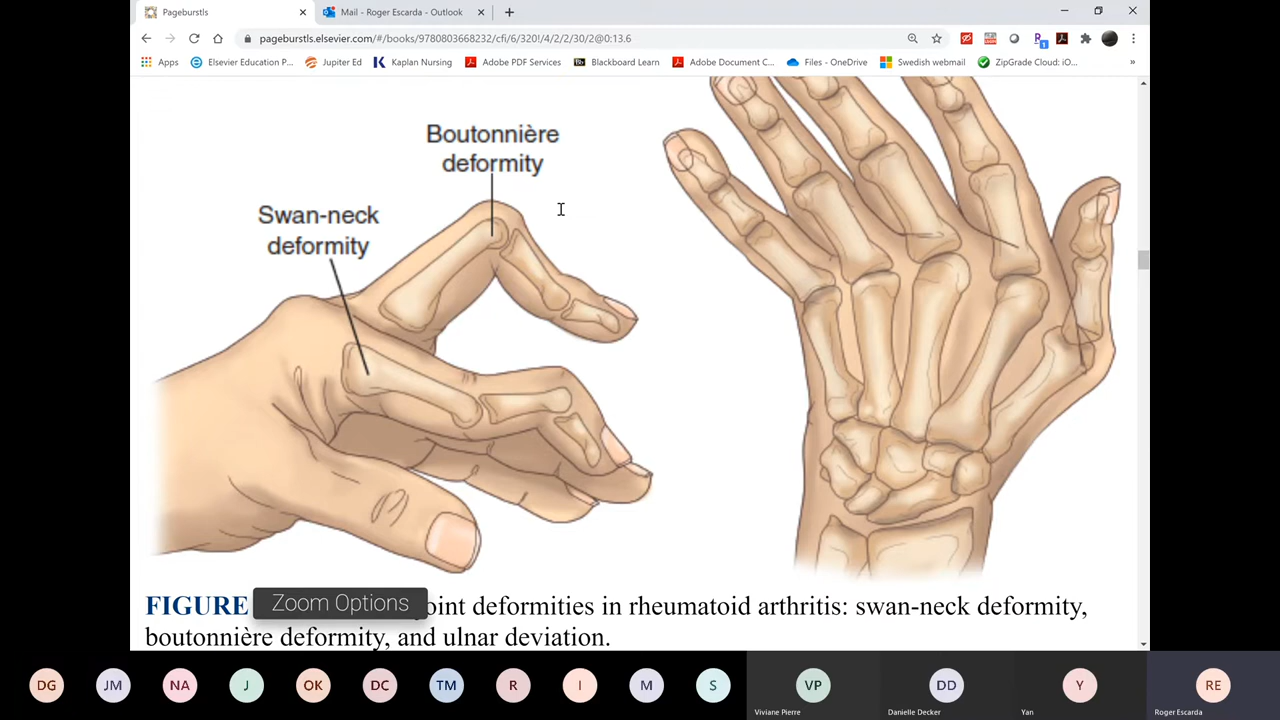 Pageburstls
Mail - Roger Escarda - Outlook
pageburstls.elsevier.com/#/books/9780803668232/cfi/6/320!/4/2/2/30/2@0:13.6
Apps
Elsevier Education P...
Jupiter Ed
Kaplan Nursing
Adobe PDF Services
Blackboard Learn
Adobe Document C...
Files - OneDrive
Swedish webmail
ZipGrade Cloud: iO...
Boutonnière
deformity
Swan-neck
deformity
FIGURE
Zoom Options
oint deformities in rheumatoid arthritis: swan-neck deformity,
boutonnière deformity, and ulnar deviation.
DG
JM
NA
J
OK
DC
TM
R
I
M
S
VP
Viviane Pierre
DD
Danielle Decker
Y
Yan
RE
Roger Escarda